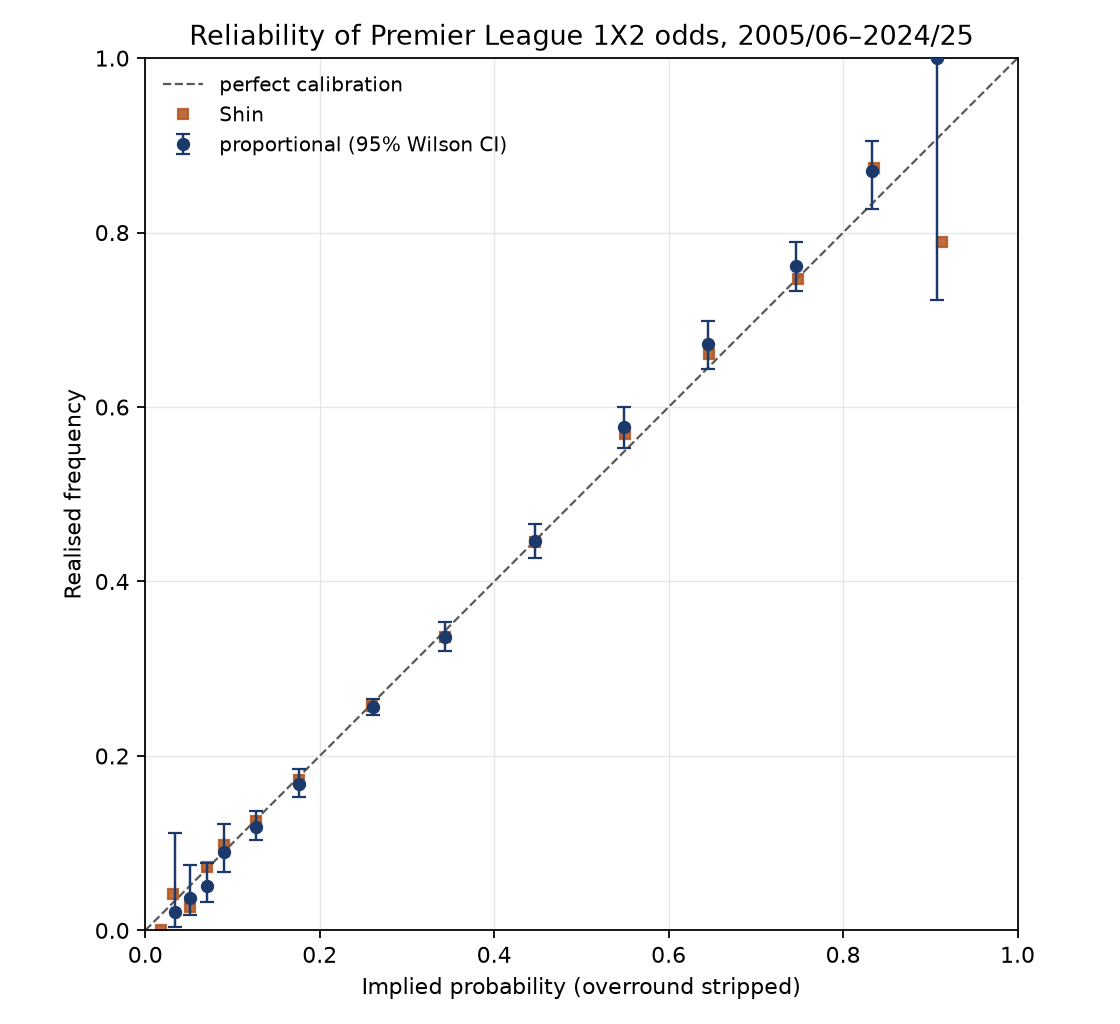 Reliability of Premier League 1X2 odds, 2005/06–2024/25
perfect calibration
Shin
proportional (95% Wilson CI)
1.0
0.8
0.6
0.4
0.2
0.0
Realised frequency
0.0 0.2 0.4 0.6 0.8 1.0
Implied probability (overround stripped)